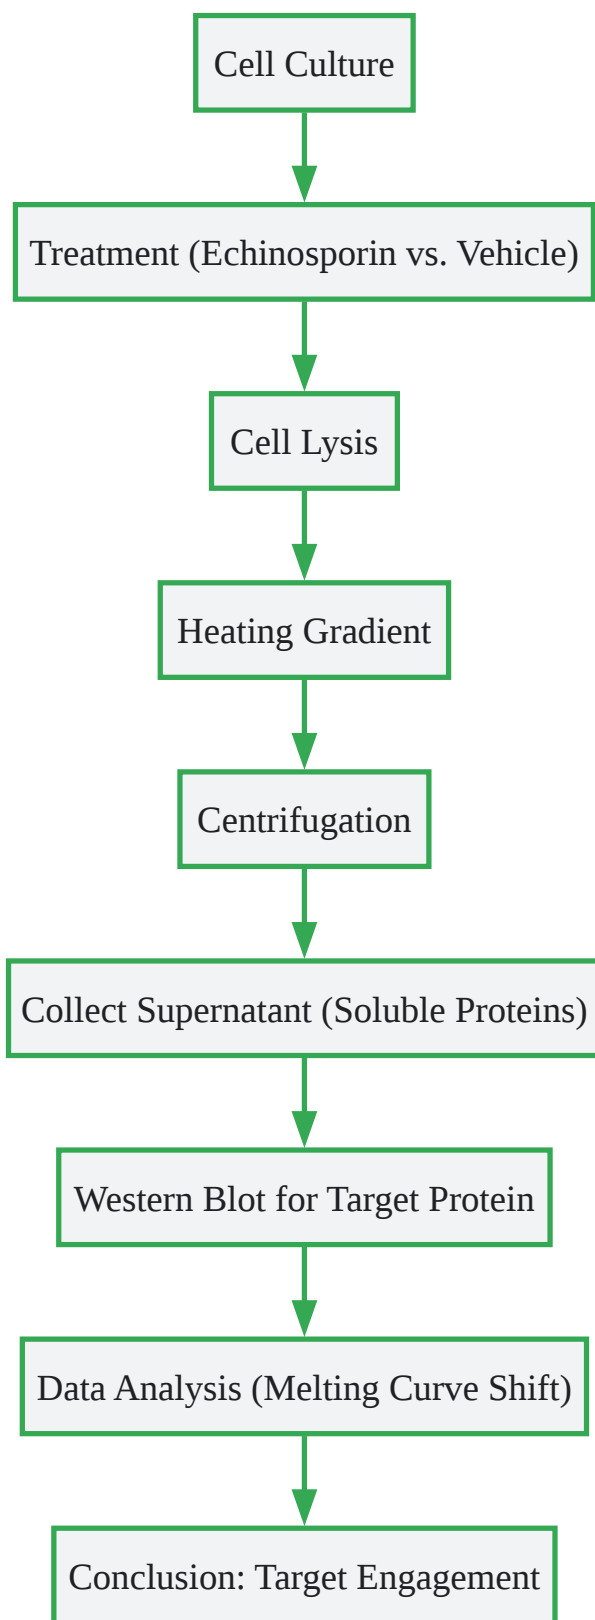 Cell Culture
Treatment (Echinosporin vs. Vehicle)
Cell Lysis
Heating Gradient
Centrifugation
Collect Supernatant (Soluble Proteins)
Western Blot for Target Protein
Data Analysis (Melting Curve Shift)
Conclusion: Target Engagement